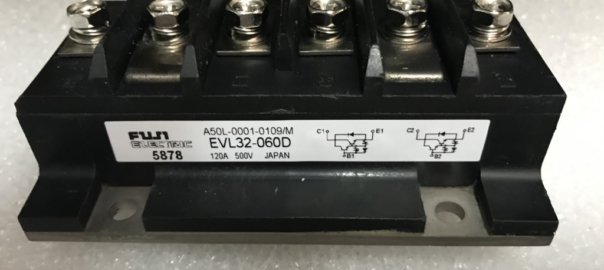 FUJI
ELECTRIC
5878
A50L-0001-0109/M
EVL32-060D
120A 500V JAPAN
C1 E1
B1
C2 E2
B2